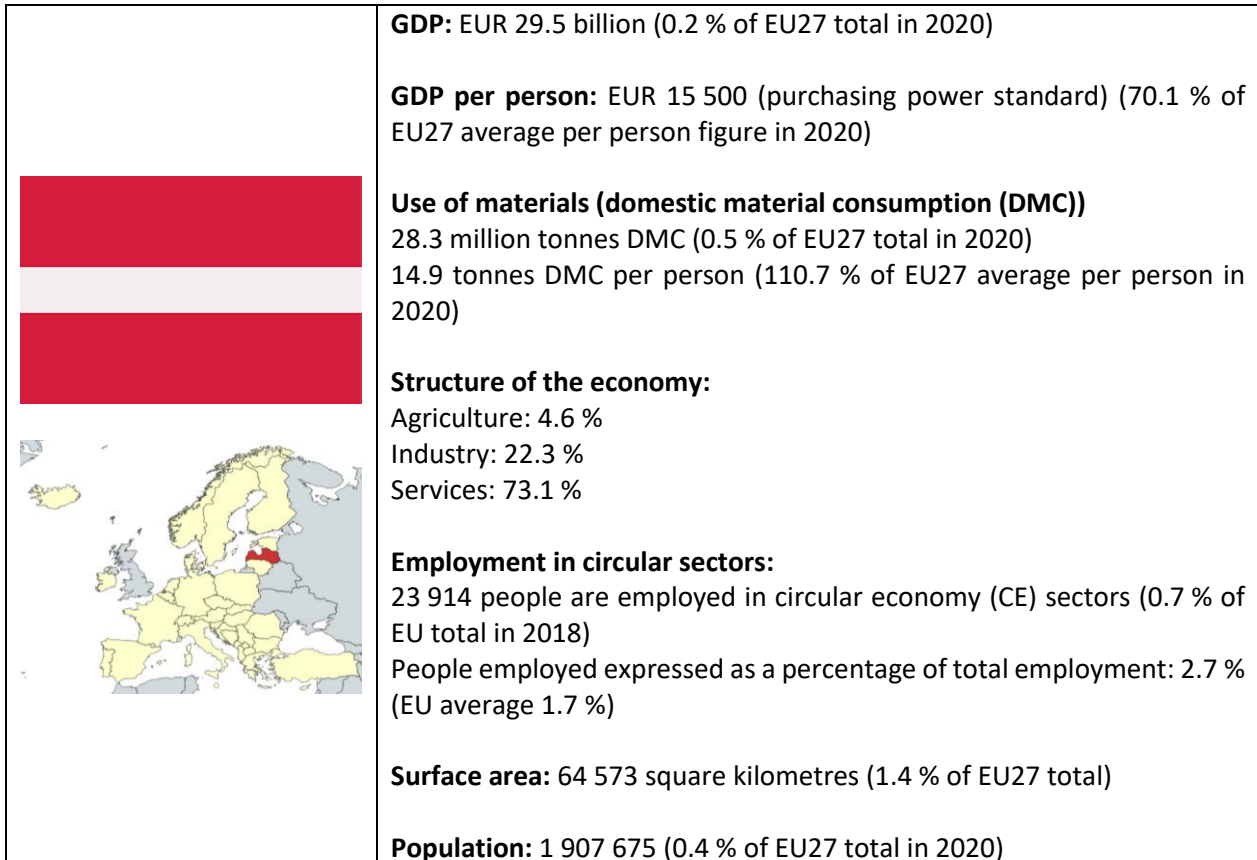 GDP: EUR 29.5 billion (0.2 % of EU27 total in 2020)
GDP per person: EUR 15 500 (purchasing power standard) (70.1 % of
EU27 average per person figure in 2020)
Use of materials (domestic material consumption (DMC))
28.3 million tonnes DMC (0.5 % of EU27 total in 2020)
14.9 tonnes DMC per person (110.7 % of EU27 average per person in
2020)
Structure of the economy:
Agriculture: 4.6 %
Industry: 22.3 %
Services: 73.1 %
Employment in circular sectors:
23 914 people are employed in circular economy (CE) sectors (0.7 % of
EU total in 2018)
People employed expressed as a percentage of total employment: 2.7 %
(EU average 1.7 %)
Surface area: 64 573 square kilometres (1.4 % of EU27 total)
Population: 1 907 675 (0.4 % of EU27 total in 2020)